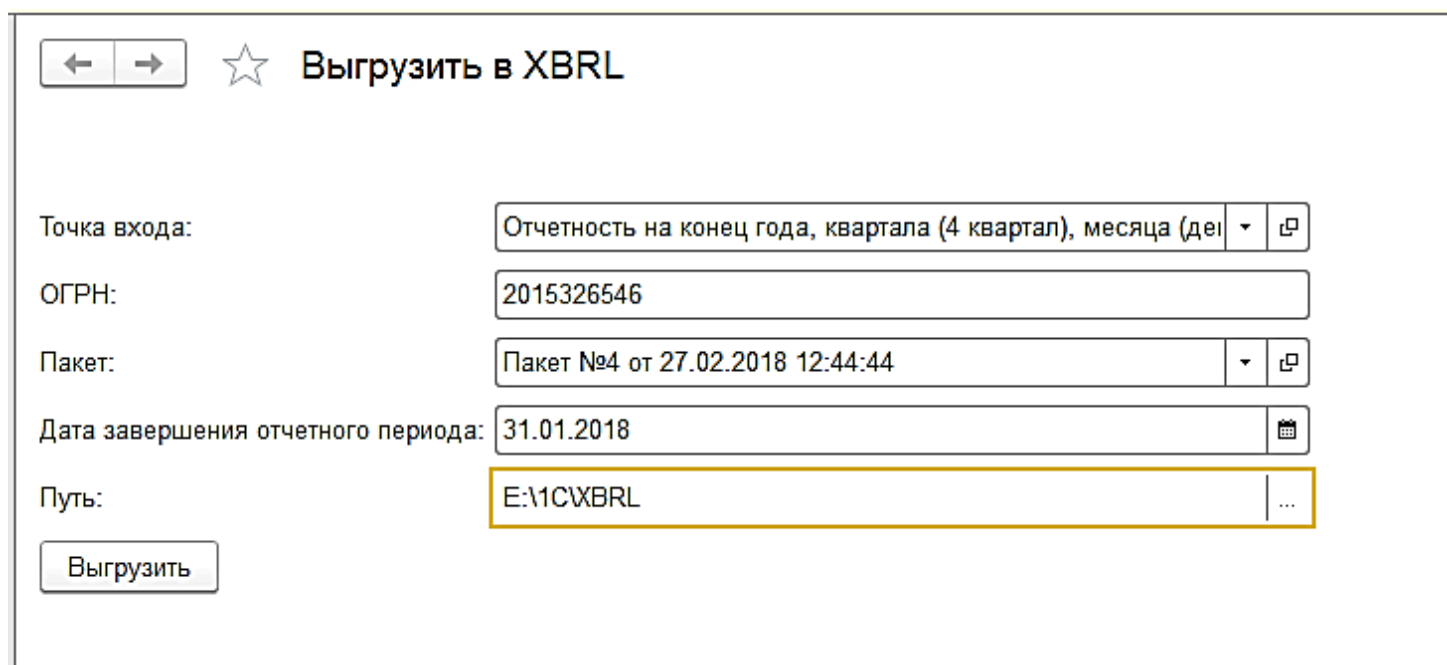 Выгрузить в XBRL
Точка входа: Отчетность на конец года, квартала (4 квартал), месяца (де
ОГРН: 2015326546
Пакет: Пакет №4 от 27.02.2018 12:44:44
Дата завершения отчетного периода: 31.01.2018
Путь: E:\1C\XBRL ...
Выгрузить